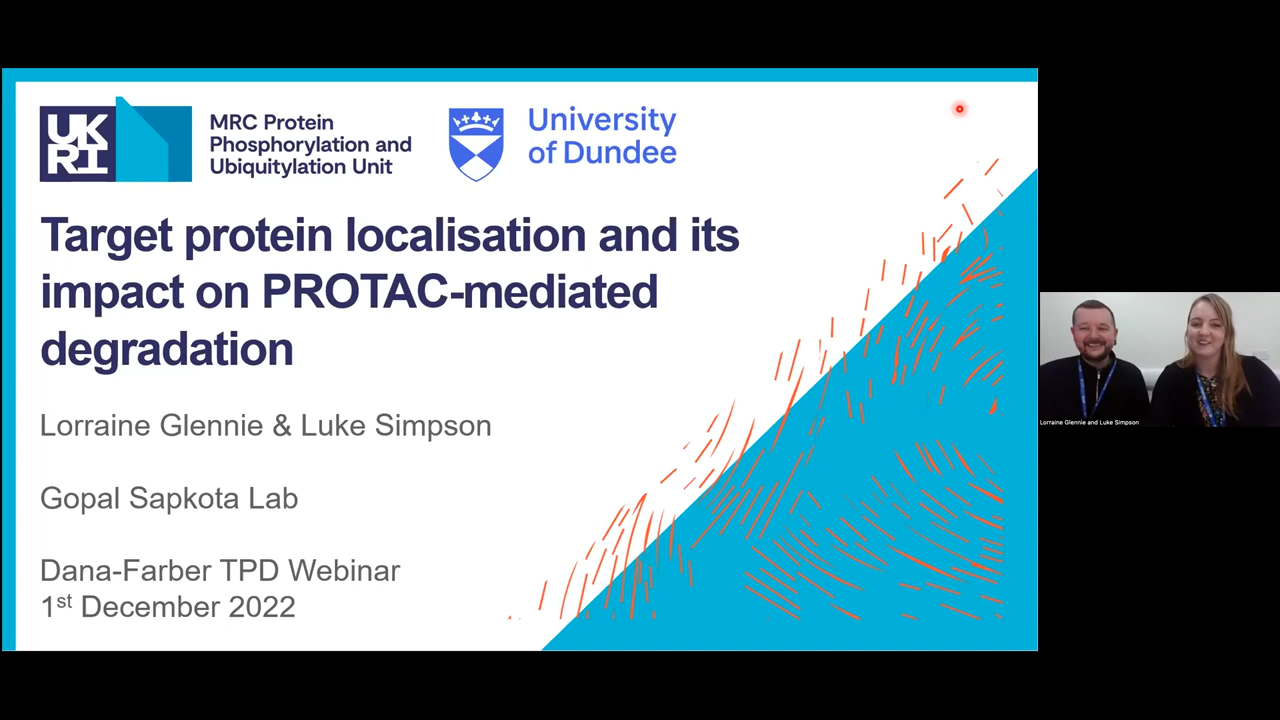 UK
RI
MRC Protein
Phosphorylation and
Ubiquitylation Unit
University
of Dundee
Target protein localisation and its
impact on PROTAC-mediated
degradation
Lorraine Glennie & Luke Simpson
Gopal Sapkota Lab
Dana-Farber TPD Webinar
1st December 2022
Lorraine Glennie and Luke Simpson